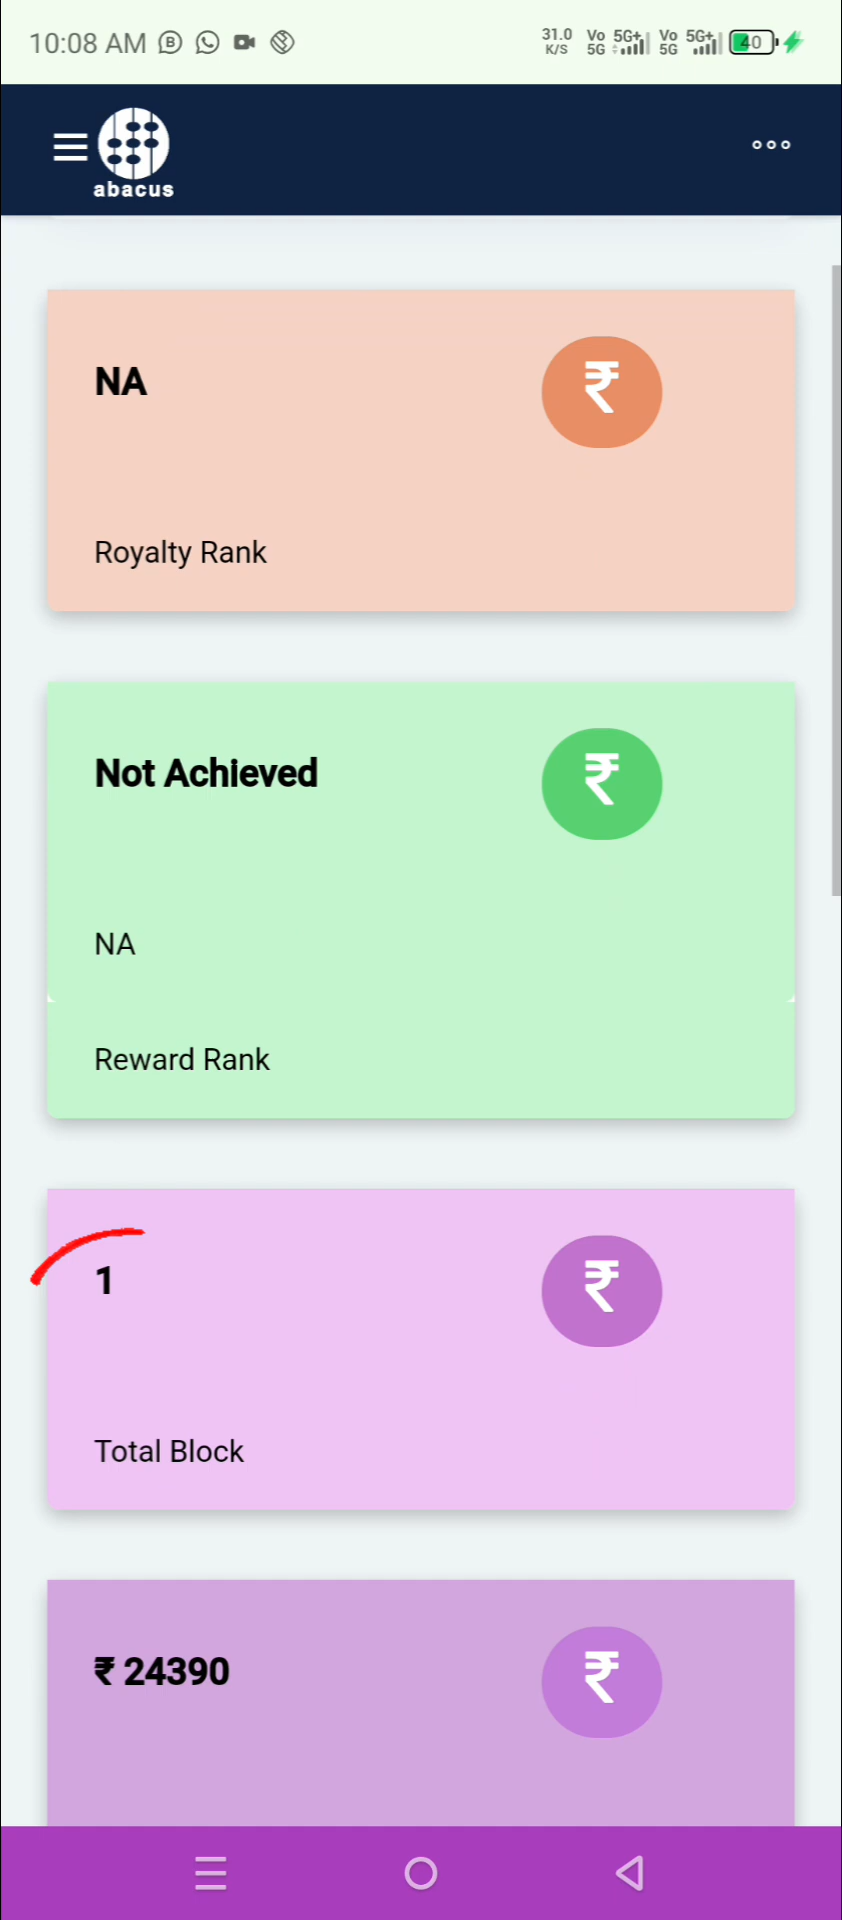 10:08 AM
31.0 K/S Vo 5G 5G+ Vo 5G 5G+ 40
abacus
NA
₹
Royalty Rank
Not Achieved
₹
NA
Reward Rank
1
₹
Total Block
₹ 24390
₹